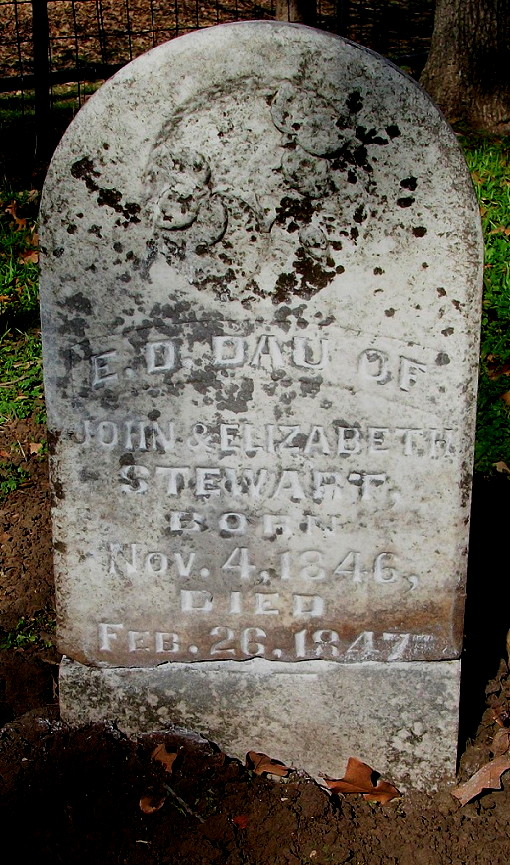 E. D. DAU OF
JOHN & ELIZABETH
STEWART,
BORN
NOV. 4, 1846,
DIED
FEB. 26, 1847